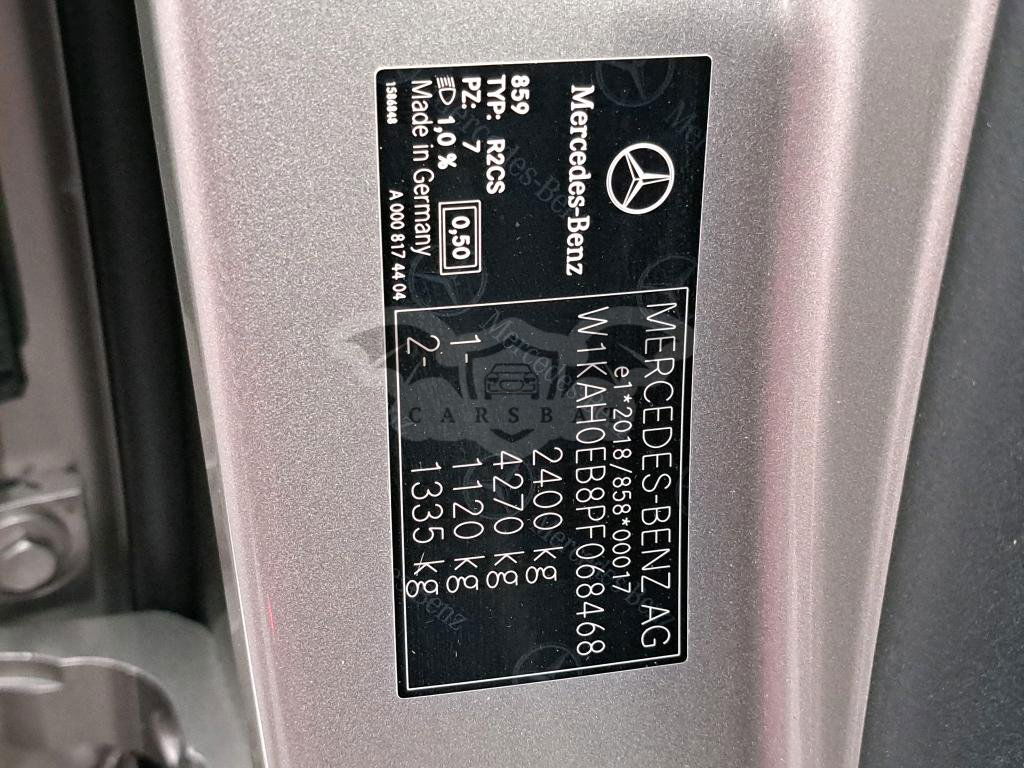 Mercedes-Benz
859
TYP: R2CS
PZ: 7
0,50
1,0 %
Made in Germany
1586848
A 000 817 44 04
MERCEDES-BENZ AG
e1*2018/858*00017
W1KAH0EB8PF068468
2400 kg
4270 kg
1- 1120 kg
2- 1335 kg
CARSBAT